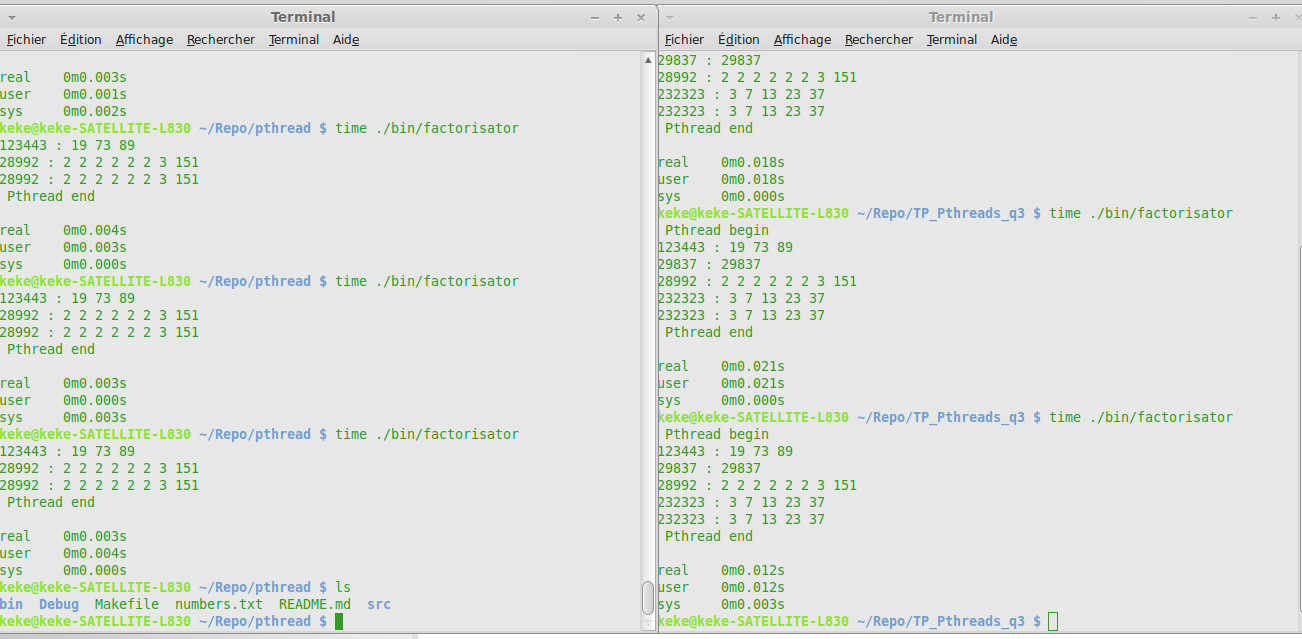 Terminal
Fichier Édition Affichage Rechercher Terminal Aide
real 0m0.003s
user 0m0.001s
sys 0m0.002s
keke@keke-SATELLITE-L830 ~/Repo/pthread $ time ./bin/factorisator
123443 : 19 73 89
28992 : 2 2 2 2 2 2 3 151
28992 : 2 2 2 2 2 2 3 151
Pthread end
real 0m0.004s
user 0m0.003s
sys 0m0.000s
keke@keke-SATELLITE-L830 ~/Repo/pthread $ time ./bin/factorisator
123443 : 19 73 89
28992 : 2 2 2 2 2 2 3 151
28992 : 2 2 2 2 2 2 3 151
Pthread end
real 0m0.003s
user 0m0.000s
sys 0m0.003s
keke@keke-SATELLITE-L830 ~/Repo/pthread $ time ./bin/factorisator
123443 : 19 73 89
28992 : 2 2 2 2 2 2 3 151
28992 : 2 2 2 2 2 2 3 151
Pthread end
real 0m0.003s
user 0m0.004s
sys 0m0.000s
keke@keke-SATELLITE-L830 ~/Repo/pthread $ ls
bin Debug Makefile numbers.txt README.md src
keke@keke-SATELLITE-L830 ~/Repo/pthread $
Terminal
Fichier Édition Affichage Rechercher Terminal Aide
29837 : 29837
28992 : 2 2 2 2 2 2 3 151
232323 : 3 7 13 23 37
232323 : 3 7 13 23 37
Pthread end
real 0m0.018s
user 0m0.018s
sys 0m0.000s
keke@keke-SATELLITE-L830 ~/Repo/TP_Pthreads_q3 $ time ./bin/factorisator
Pthread begin
123443 : 19 73 89
29837 : 29837
28992 : 2 2 2 2 2 2 3 151
232323 : 3 7 13 23 37
232323 : 3 7 13 23 37
Pthread end
real 0m0.021s
user 0m0.021s
sys 0m0.000s
keke@keke-SATELLITE-L830 ~/Repo/TP_Pthreads_q3 $ time ./bin/factorisator
Pthread begin
123443 : 19 73 89
29837 : 29837
28992 : 2 2 2 2 2 2 3 151
232323 : 3 7 13 23 37
232323 : 3 7 13 23 37
Pthread end
real 0m0.012s
user 0m0.012s
sys 0m0.003s
keke@keke-SATELLITE-L830 ~/Repo/TP_Pthreads_q3 $